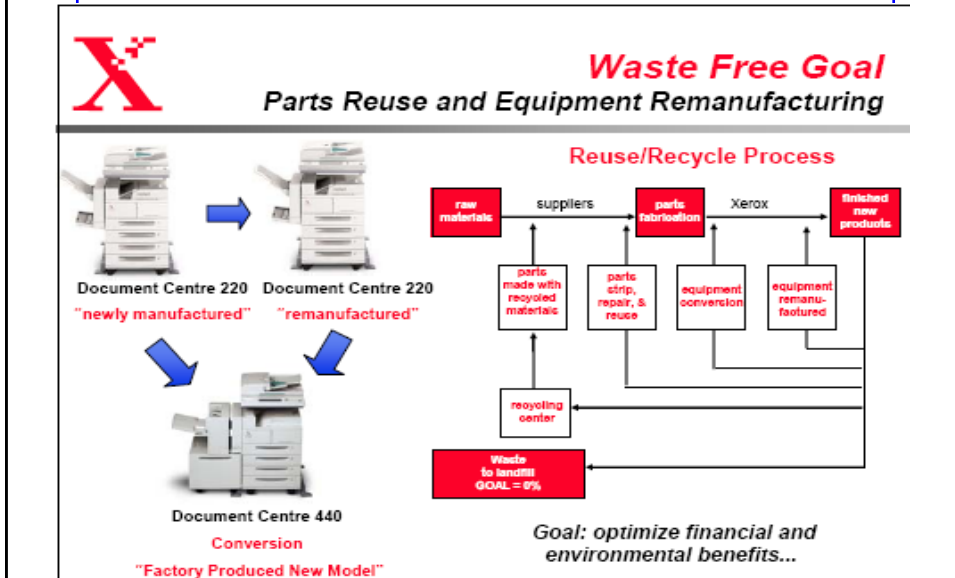 Waste Free Goal
Parts Reuse and Equipment Remanufacturing
Document Centre 220
"newly manufactured"
Document Centre 220
"remanufactured"
Document Centre 440
Conversion
"Factory Produced New Model"
Reuse/Recycle Process
raw
materials
suppliers
parts
fabrication
Xerox
finished
new
products
parts
made with
recycled
materials
parts
strip,
repair, &
reuse
equipment
conversion
equipment
remanu-
factured
recycling
center
Waste
to landfill
GOAL = 0%
Goal: optimize financial and
environmental benefits...